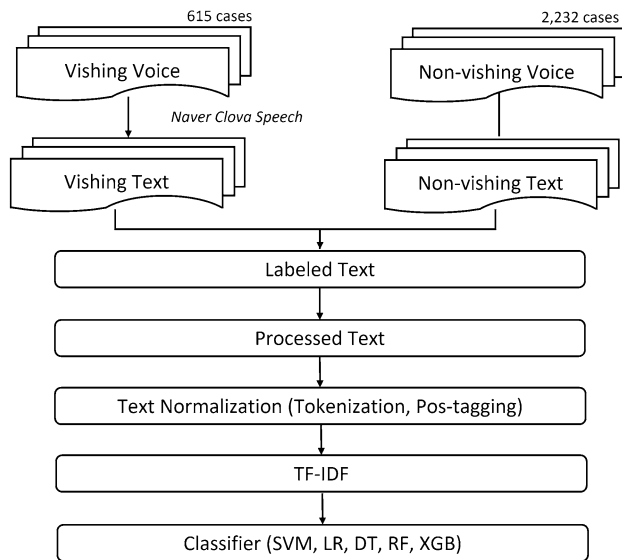 615 cases
2,232 cases
Vishing Voice
Non-vishing Voice
Naver Clova Speech
Vishing Text
Non-vishing Text
Labeled Text
Processed Text
Text Normalization (Tokenization, Pos-tagging)
TF-IDF
Classifier (SVM, LR, DT, RF, XGB)